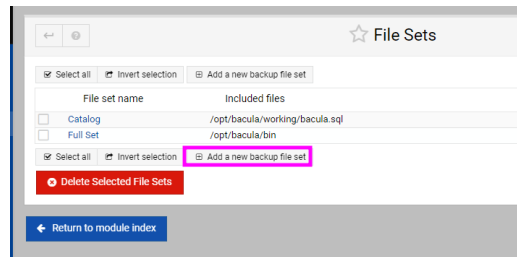 File Sets
Select all Invert selection Add a new backup file set
File set name Included files
Catalog /opt/bacula/working/bacula.sql
Full Set /opt/bacula/bin
Select all Invert selection Add a new backup file set
Delete Selected File Sets
Return to module index